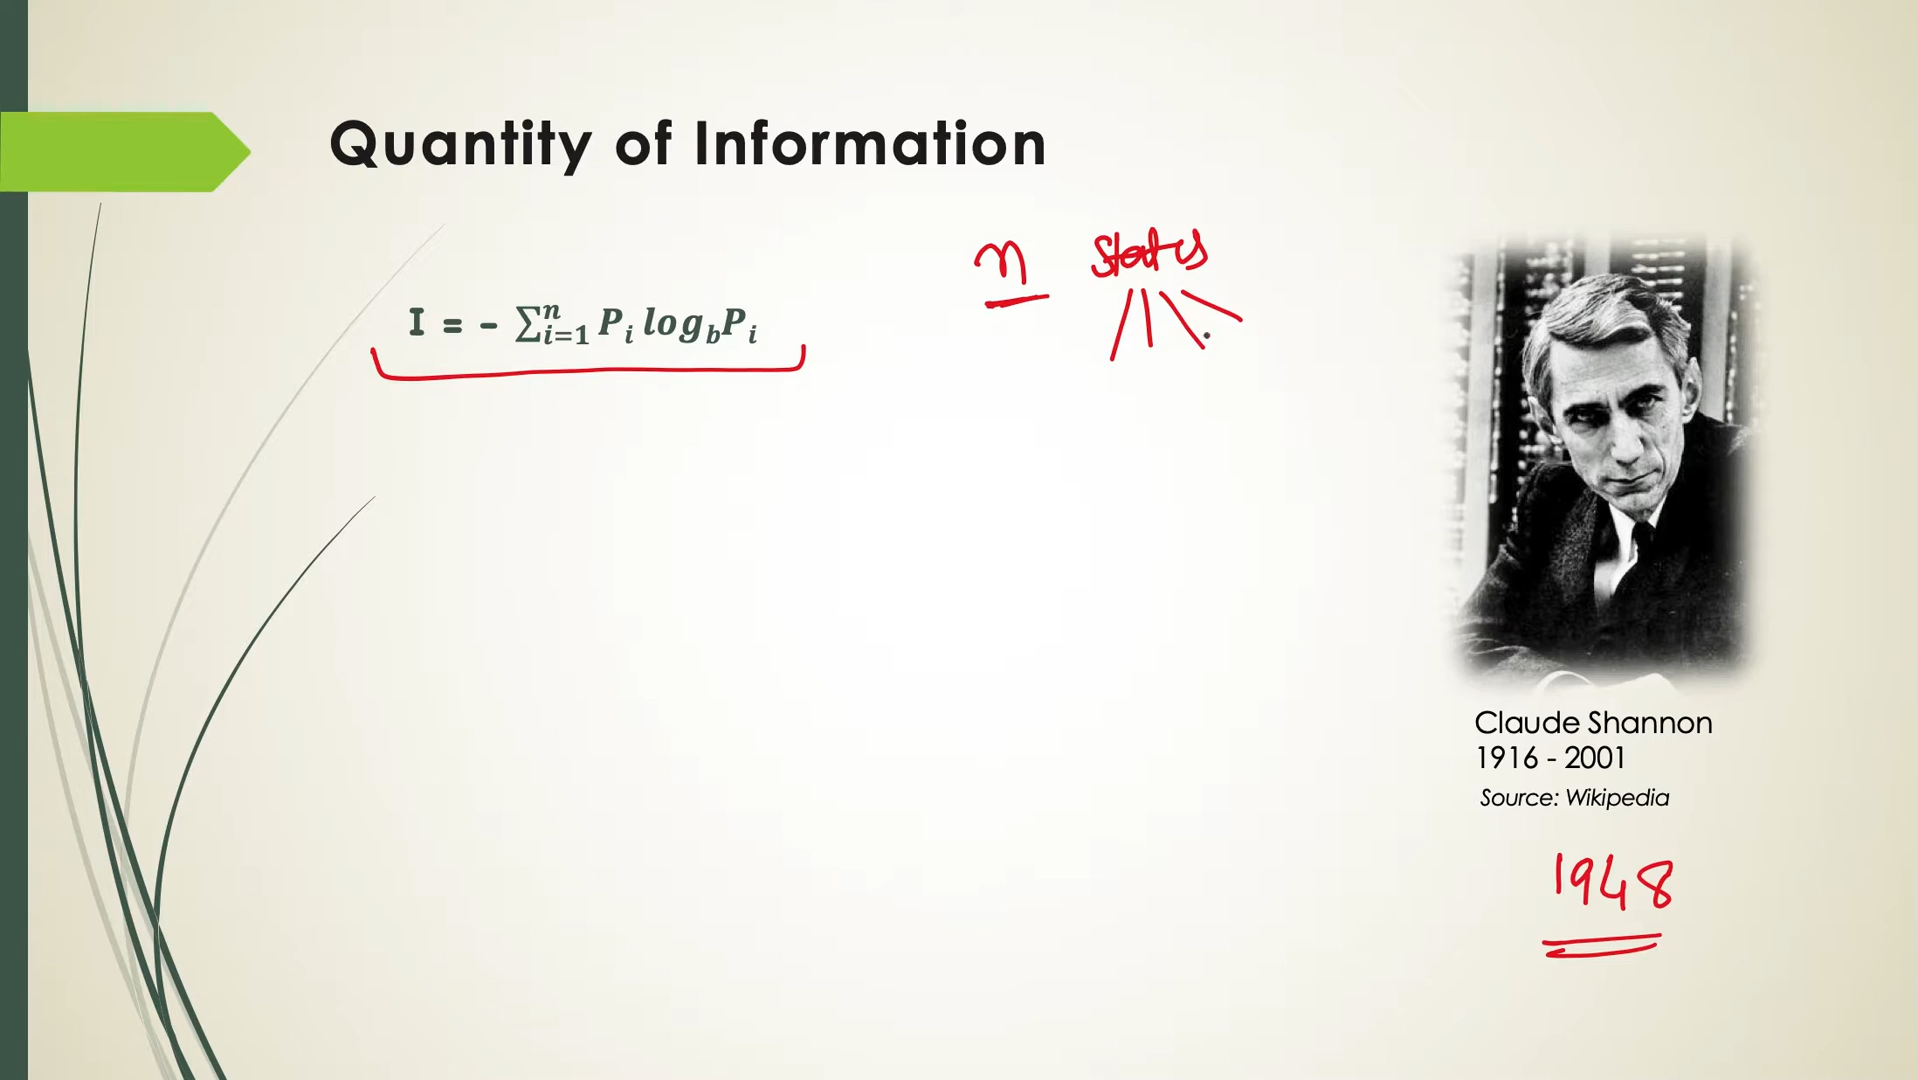 Quantity of Information
n States
I = - ∑ⁿᵢ₌₁ Pᵢ log_b Pᵢ
Claude Shannon
1916 - 2001
Source: Wikipedia
1948